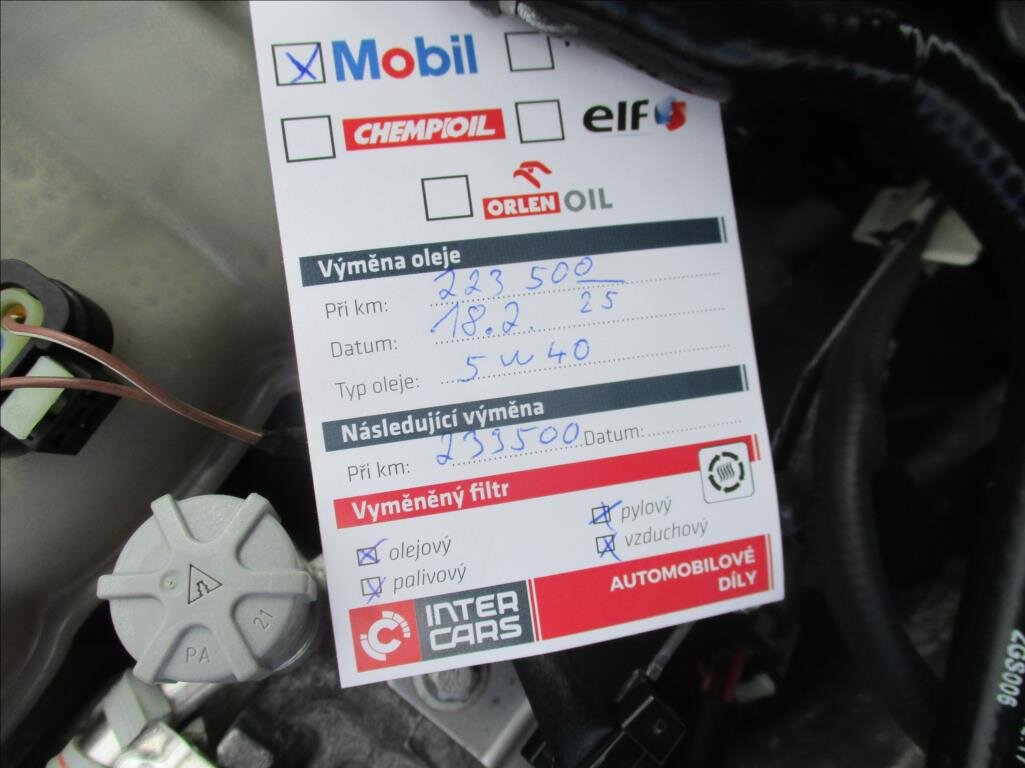 Mobil
CHEMPIOIL
elf
ORLEN OIL
Výměna oleje
Při km: 223 500
Datum: 18.2. 25
Typ oleje: 5w40
Následující výměna
Při km: 239500 Datum:
Vyměněný filtr
olejový
pylový
palivový
vzduchový
INTER CARS
AUTOMOBILOVÉ
DÍLY
PA
21
ZGS006